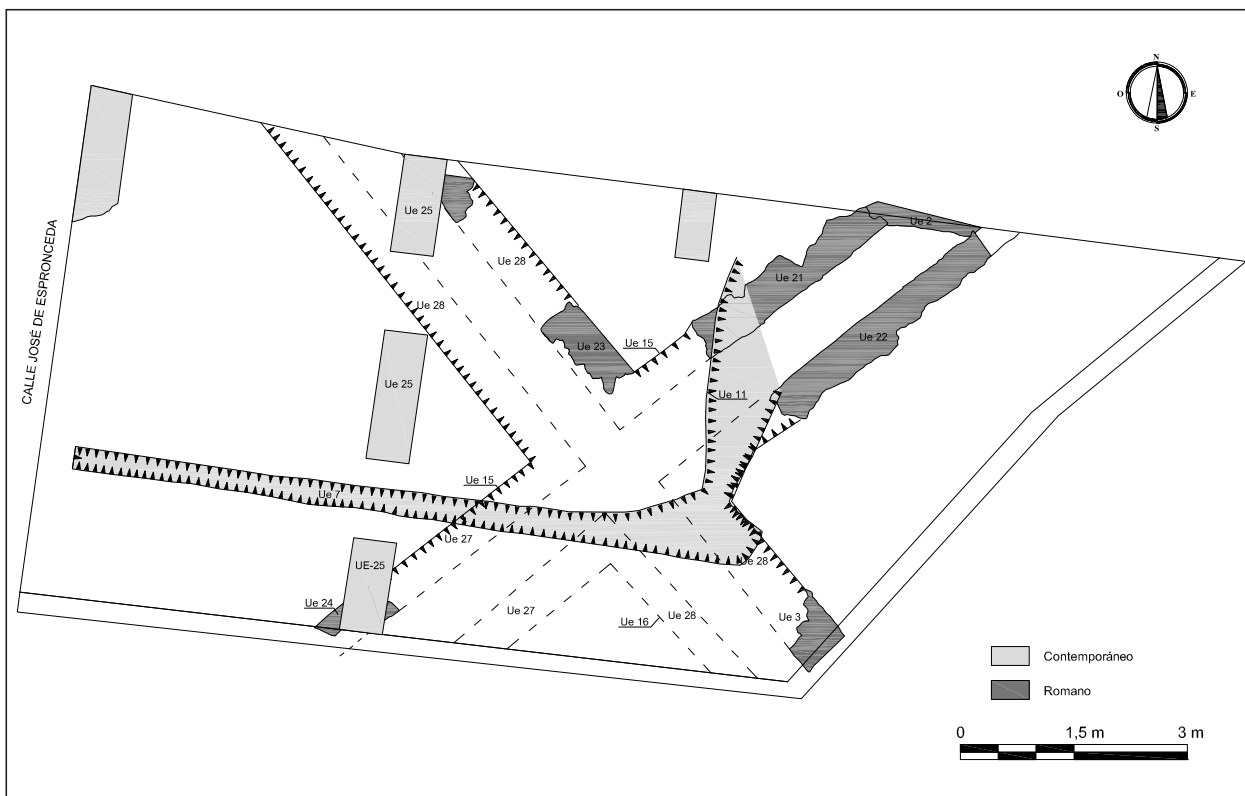 N
O
E
S
CALLE JOSÉ DE ESPRONCEDA
Ue 25
Ue 2
Ue 28
Ue 21
Ue 28
Ue 15
Ue 23
Ue 22
Ue 25
Ue 11
Ue 15
Ue 7
Ue 27
UE-25
Ue 28
Ue 24
Ue 27
Ue 28
Ue 16
Ue 3
Contemporáneo
Romano
0 1,5 m 3 m